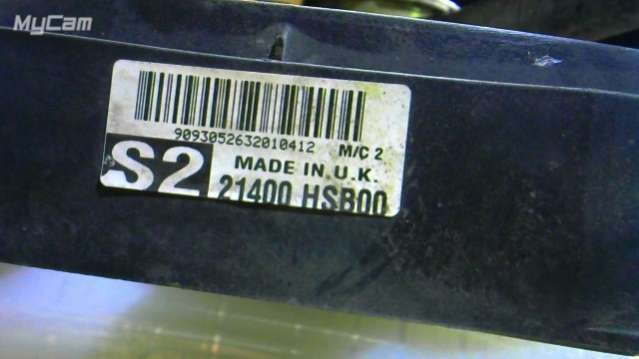 MyCam
9093052632010412 M/C 2
S2 MADE IN U.K.
21400 HSB00